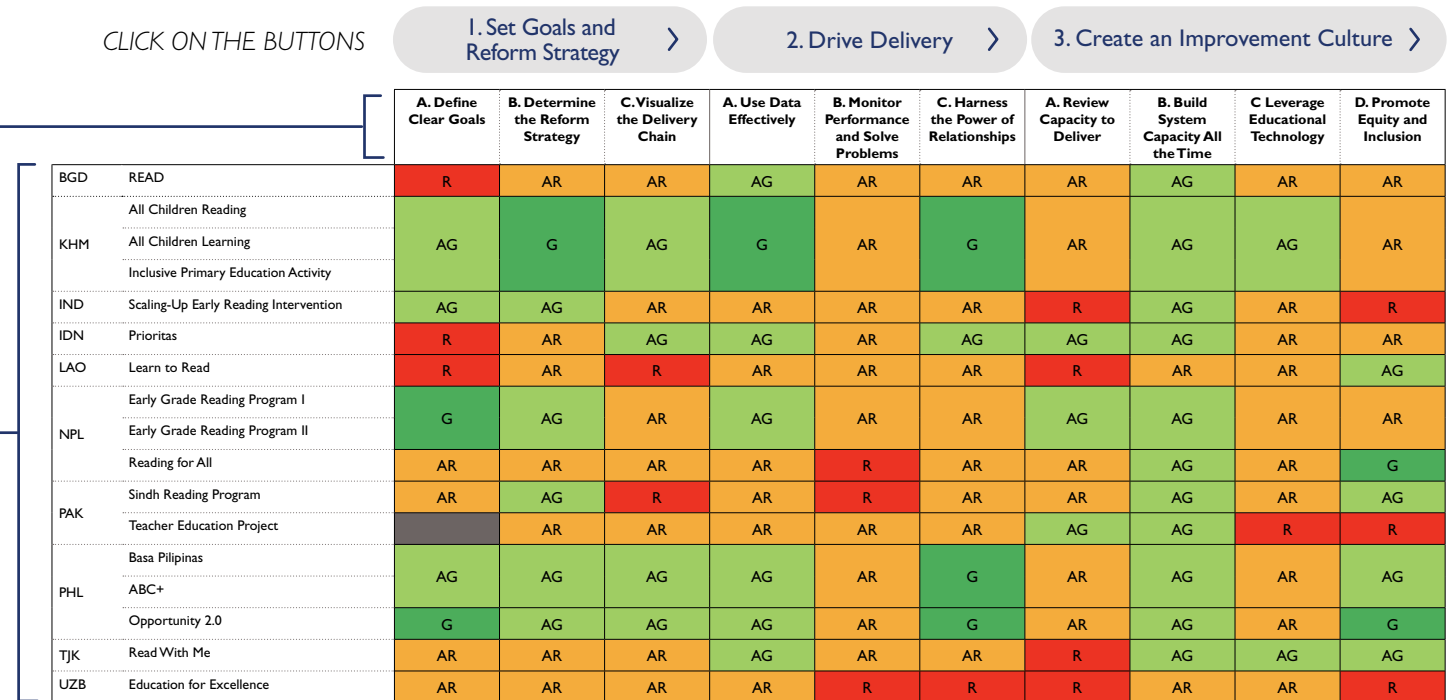 CLICK ON THE BUTTONS
1. Set Goals and
Reform Strategy
2. Drive Delivery
3. Create an Improvement Culture
A. Define
Clear Goals
B. Determine
the Reform
Strategy
C. Visualize
the Delivery
Chain
A. Use Data
Effectively
B. Monitor
Performance
and Solve
Problems
C. Harness
the Power of
Relationships
A. Review
Capacity to
Deliver
B. Build
System
Capacity All
the Time
C Leverage
Educational
Technology
D. Promote
Equity and
Inclusion
BGD READ R AR AR AG AR AR AR AG AR AR
All Children Reading
KHM All Children Learning AG G AG G AR G AR AG AG AR
Inclusive Primary Education Activity
IND Scaling-Up Early Reading Intervention AG AG AR AR AR AR R AG AR R
IDN Prioritas R AR AG AG AR AG AG AG AR AR
LAO Learn to Read R AR R AR AR AR R AR AR AG
NPL
Early Grade Reading Program I
G AG AR AG AR AR AG AG AR AR
Early Grade Reading Program II
Reading for All AR AR AR AR R AR AR AG AR G
PAK
Sindh Reading Program AR AG R AR R AR AR AG AR AG
Teacher Education Project AR AR AR AR AR AG AG R R
PHL
Basa Pilipinas
AG AG AG AG AR G AR AG AR AG
ABC+
Opportunity 2.0 G AG AG AG AR G AR AG AR G
TJK Read With Me AR AR AR AG AR AR R AG AG AG
UZB Education for Excellence AR AR AR AR R R R AR AR R